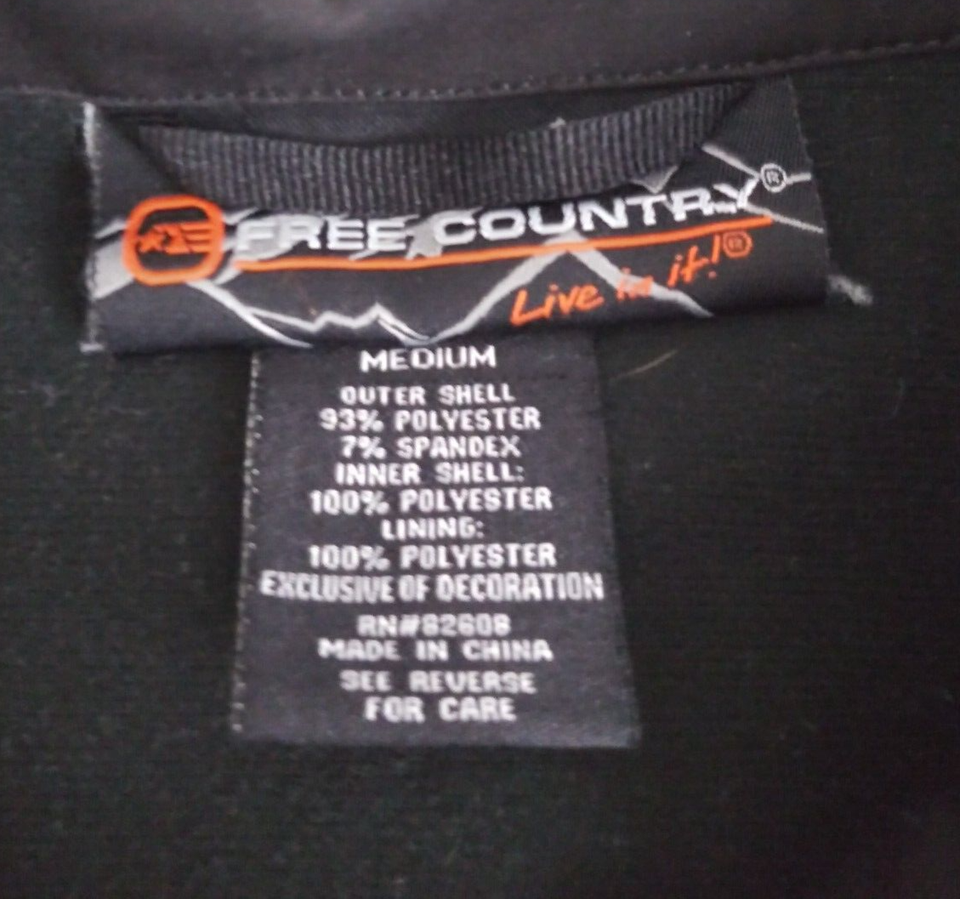 FREE COUNTRY®
Live in it!®
MEDIUM
OUTER SHELL
93% POLYESTER
7% SPANDEX
INNER SHELL:
100% POLYESTER
LINING:
100% POLYESTER
EXCLUSIVE OF DECORATION
RN#82608
MADE IN CHINA
SEE REVERSE
FOR CARE